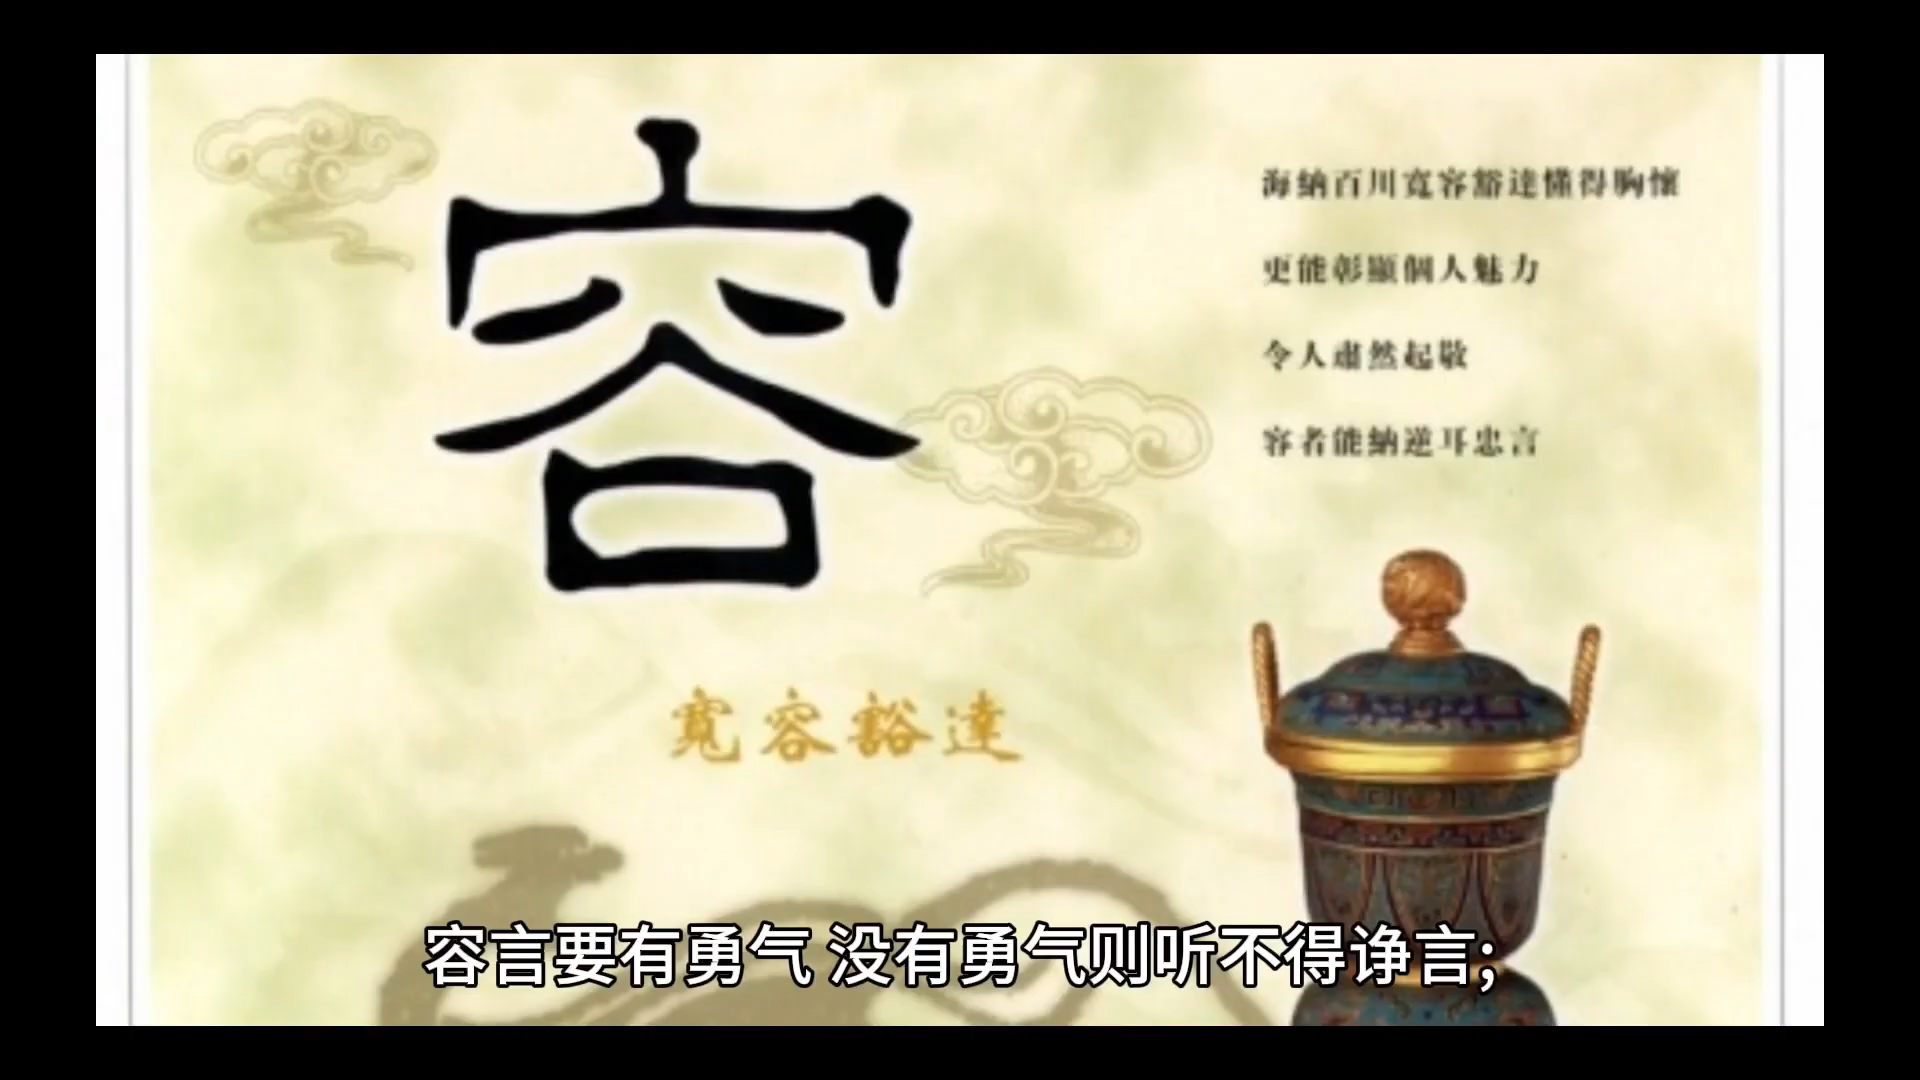 容
海納百川寬容豁達懂得胸懷
更能彰顯個人魅力
令人肅然起敬
容者能納逆耳忠言
寬容豁達
容言要有勇气 没有勇气则听不得诤言;